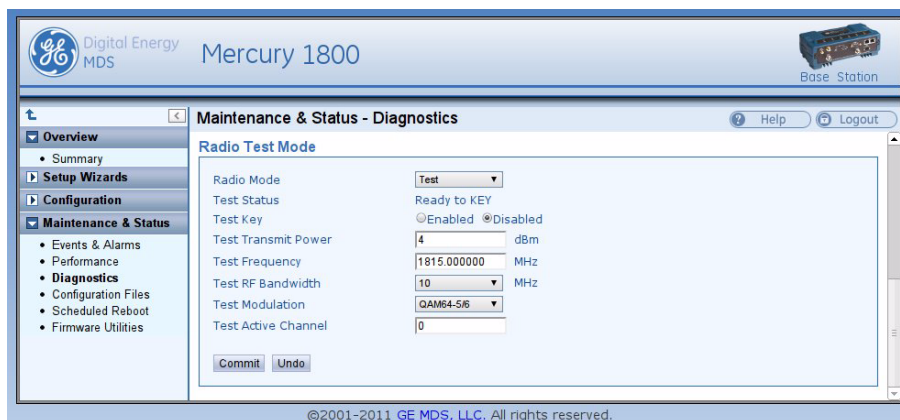 GE Digital Energy
MDS
Mercury 1800
Base Station
Maintenance & Status - Diagnostics
? Help
Logout
Overview
• Summary
Setup Wizards
Configuration
Maintenance & Status
• Events & Alarms
• Performance
• Diagnostics
• Configuration Files
• Scheduled Reboot
• Firmware Utilities
Radio Test Mode
Radio Mode Test
Test Status Ready to KEY
Test Key Enabled Disabled
Test Transmit Power 4 dBm
Test Frequency 1815.000000 MHz
Test RF Bandwidth 10 MHz
Test Modulation QAM64-5/6
Test Active Channel 0
Commit Undo
©2001-2011 GE MDS, LLC. All rights reserved.